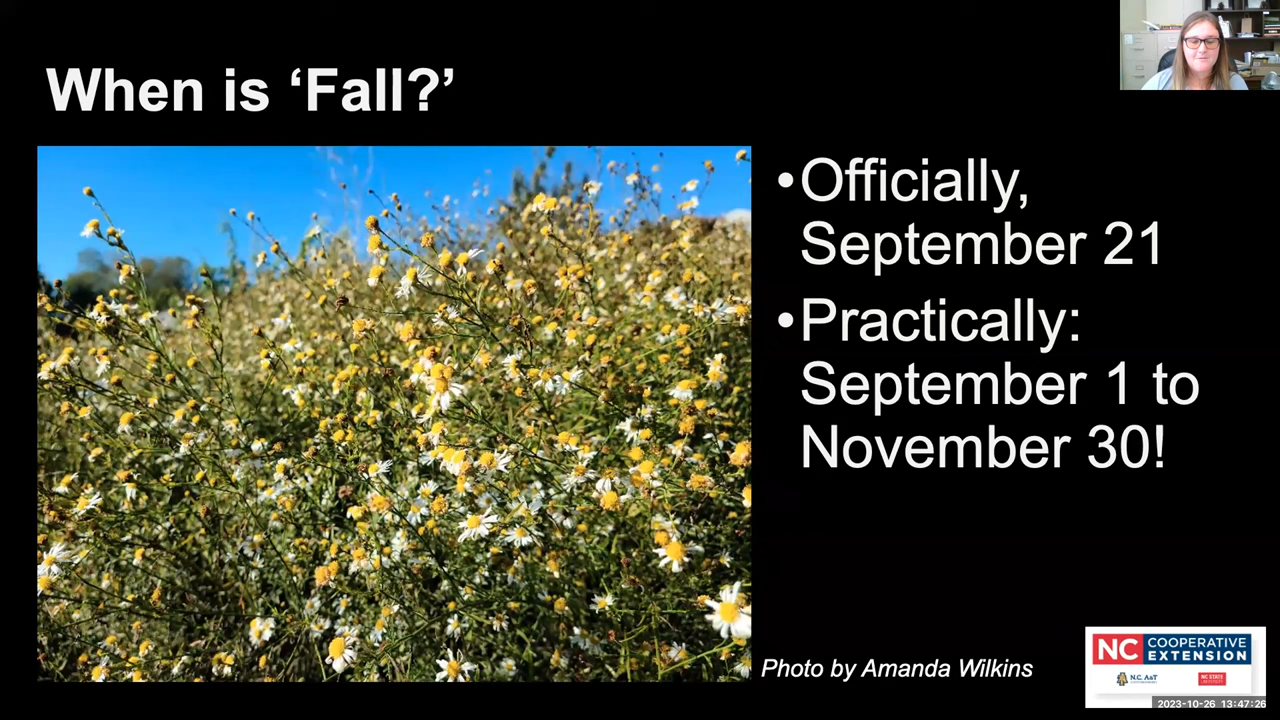 When is ‘Fall?’
•Officially,
September 21
•Practically:
September 1 to
November 30!
Photo by Amanda Wilkins
NC COOPERATIVE
EXTENSION
N.C. A&T
NC STATE
2023-10-26 13:47:26